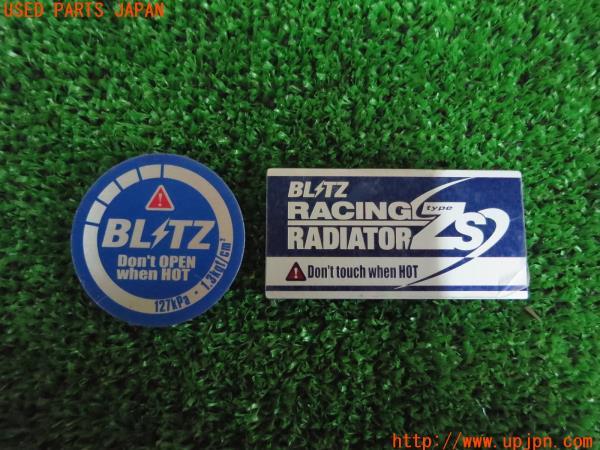 USED PARTS JAPAN
BLITZ
Don't OPEN
when HOT
127kPa・1.3kg/cm²
BLITZ
RACING
RADIATOR
type
ZS
Don't touch when HOT
http://www.upjpn.com